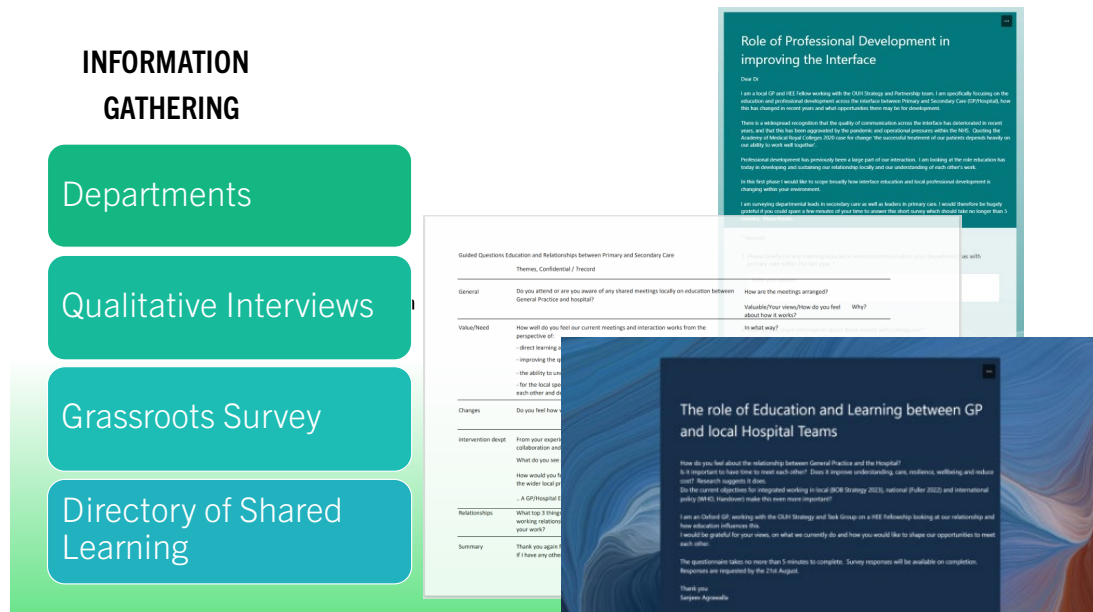 INFORMATION
GATHERING
Departments
Qualitative Interviews
Grassroots Survey
Directory of Shared
Learning
Role of Professional Development in
improving the Interface
Dear Dr
I am a local GP and HEE Fellow working with the OUH Strategy and Partnership team. I am specifically focusing on the
education and professional development across the interface between Primary and Secondary Care (GP/Hospital), how
this has changed in recent years and what opportunities there may be for development.
There is a widespread recognition that the quality of communication across the interface has deteriorated in recent
years, and that this has been aggravated by the pandemic and operational pressures within the NHS. Quoting the
Academy of Medical Royal Colleges 2020 case for change 'the successful treatment of our patients depends heavily on
our ability to work well together'.
Professional development has previously been a large part of our interaction. I am looking at the role education has
today in developing and sustaining our relationship locally and our understanding of each other's work.
In this first phase I would like to scope broadly how interface education and local professional development is
changing within your environment.
I am surveying departmental leads in secondary care as well as leaders in primary care. I would therefore be hugely
grateful if you could spare a few minutes of your time to answer this short survey which should take no longer than 5
as with
Guided Questions Education and Relationships between Primary and Secondary Care
Themes, Confidential / Trecord
General Do you attend or are you aware of any shared meetings locally on education between How are the meetings arranged?
General Practice and hospital?
Valuable/Your views/How do you feel Why?
about how it works?
Value/Need How well do you feel our current meetings and interaction works from the In what way?
perspective of:
- direct learning
- improving the
- the ability to
- for the local
each other and
Changes Do you feel how
intervention devpt From your
collaboration and
What do you see
How would you
the wider local
.. A GP/Hospital
Relationships What top 3
working
your work?
Summary Thank you again
If I have any
The role of Education and Learning between GP
and local Hospital Teams
How do you feel about the relationship between General Practice and the Hospital?
Is it important to have time to meet each other? Does it improve understanding, care, resilience, wellbeing and reduce
cost? Research suggests it does.
Do the current objectives for integrated working in local (BOB Strategy 2023), national (Fuller 2022) and international
policy (WHO, Handover) make this even more important?
I am an Oxford GP, working with the OUH Strategy and Task Group on a HEE Fellowship looking at our relationship and
how education influences this.
I would be grateful for your views, on what we currently do and how you would like to shape our opportunities to meet
each other.
The questionnaire takes no more than 5 minutes to complete. Survey responses will be available on completion.
Responses are requested by the 21st August.
Thank you
Sanjeev Agrawalla